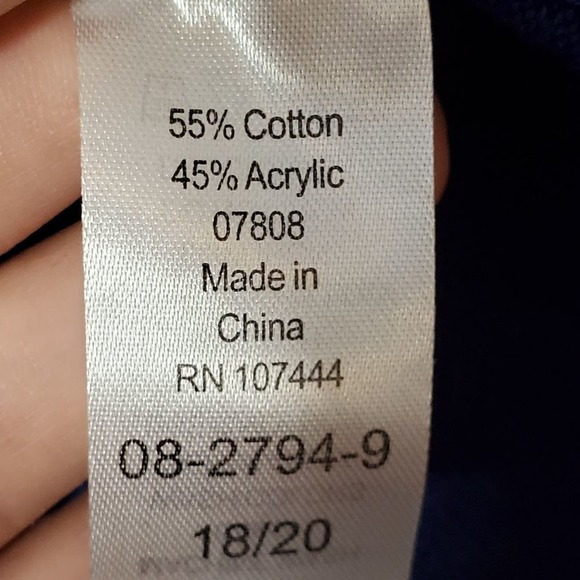 55% Cotton
45% Acrylic
07808
Made in
China
RN 107444
08-2794-9
18/20